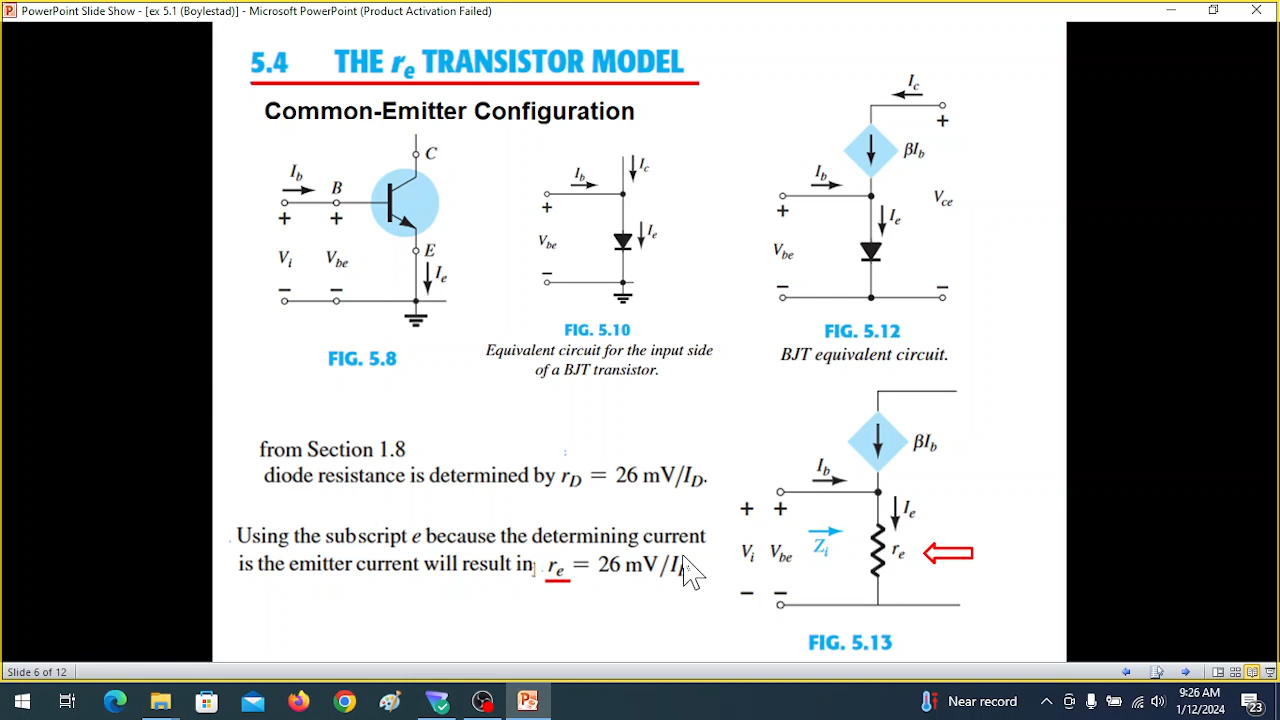 PowerPoint Slide Show - [ex 5.1 (Boylestad)] - Microsoft PowerPoint (Product Activation Failed)
5.4 THE re TRANSISTOR MODEL
Common-Emitter Configuration
C
Ib
B
+ +
Vi Vbe
E
Ie
− −
FIG. 5.8
Ic
Ib
+
Vbe
Ie
−
FIG. 5.10
Equivalent circuit for the input side
of a BJT transistor.
Ic
+
βIb
Ib
+
Vce
Ie
Vbe
− −
FIG. 5.12
BJT equivalent circuit.
from Section 1.8
diode resistance is determined by rD = 26 mV/ID.
Using the subscript e because the determining current
is the emitter current will result in re = 26 mV/
βIb
Ib
+ +
Ie
Zi
Vi Vbe
re
− −
FIG. 5.13
Slide 6 of 12
Near record
9:26 AM
1/12/2024
23